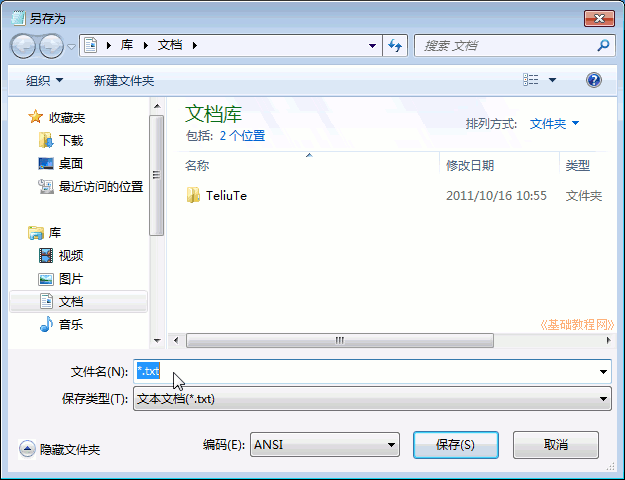 另存为
库 文档 搜索 文档
组织 新建文件夹
收藏夹
下载
桌面
最近访问的位置
库
视频
图片
文档
音乐
文档库
包括: 2 个位置
排列方式: 文件夹
名称 修改日期 类型
TeliuTe 2011/10/16 10:55 文件夹
《基础教程网》
文件名(N): *.txt
保存类型(T): 文本文档(*.txt)
隐藏文件夹 编码(E): ANSI 保存(S) 取消